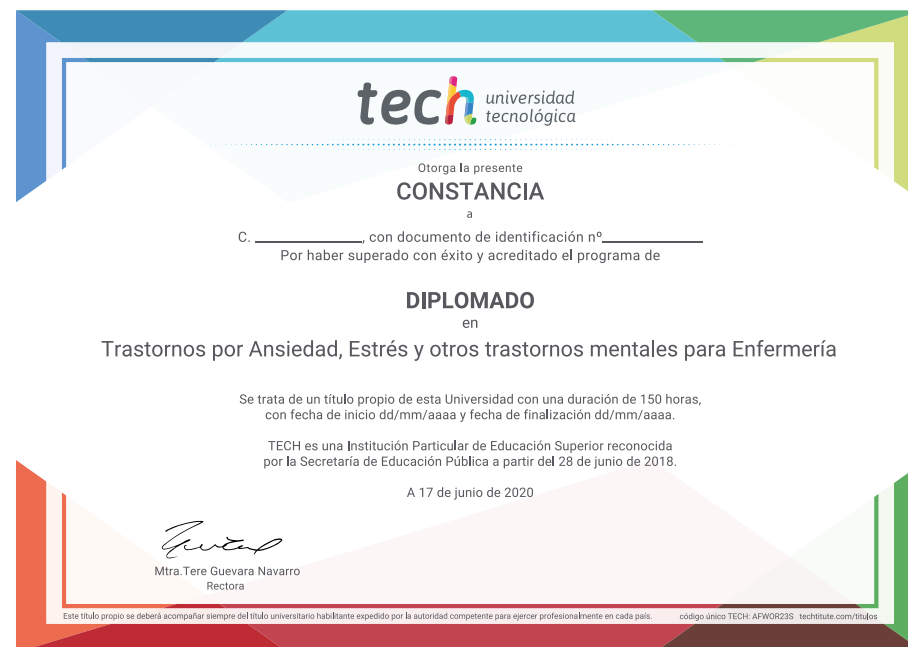 tech universidad
tecnológica
Otorga la presente
CONSTANCIA
a
C. ____________, con documento de identificación nº____________
Por haber superado con éxito y acreditado el programa de
DIPLOMADO
en
Trastornos por Ansiedad, Estrés y otros trastornos mentales para Enfermería
Se trata de un título propio de esta Universidad con una duración de 150 horas,
con fecha de inicio dd/mm/aaaa y fecha de finalización dd/mm/aaaa.
TECH es una Institución Particular de Educación Superior reconocida
por la Secretaría de Educación Pública a partir del 28 de junio de 2018.
A 17 de junio de 2020
Mtra.Tere Guevara Navarro
Rectora
Este título propio se deberá acompañar siempre del título universitario habilitante expedido por la autoridad competente para ejercer profesionalmente en cada país. código único TECH: AFWOR23S techtitute.com/titulos